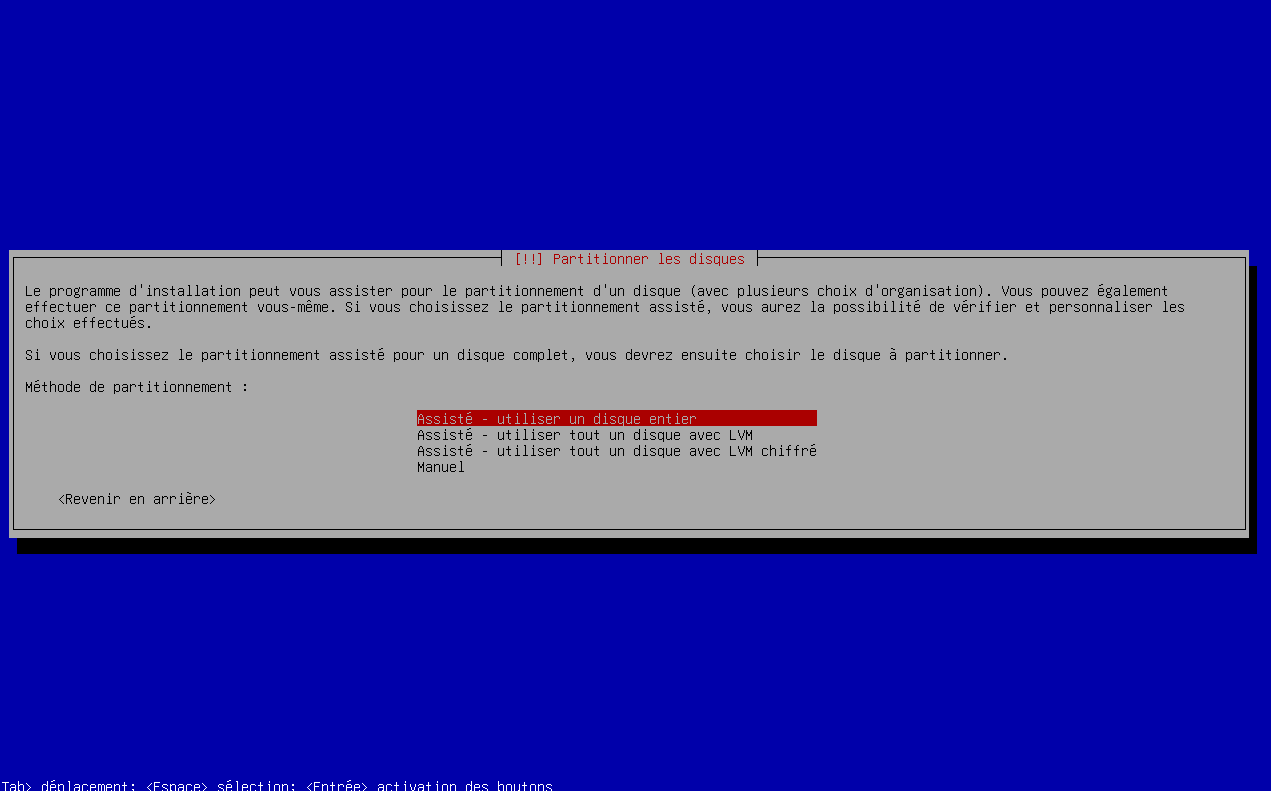 [!!] Partitionner les disques
Le programme d'installation peut vous assister pour le partitionnement d'un disque (avec plusieurs choix d'organisation). Vous pouvez également
effectuer ce partitionnement vous-même. Si vous choisissez le partitionnement assisté, vous aurez la possibilité de vérifier et personnaliser les
choix effectués.
Si vous choisissez le partitionnement assisté pour un disque complet, vous devrez ensuite choisir le disque à partitionner.
Méthode de partitionnement :
Assisté - utiliser un disque entier
Assisté - utiliser tout un disque avec LVM
Assisté - utiliser tout un disque avec LVM chiffré
Manuel
<Revenir en arrière>
Tab> déplacement; <Espace> sélection; <Entrée> activation des boutons